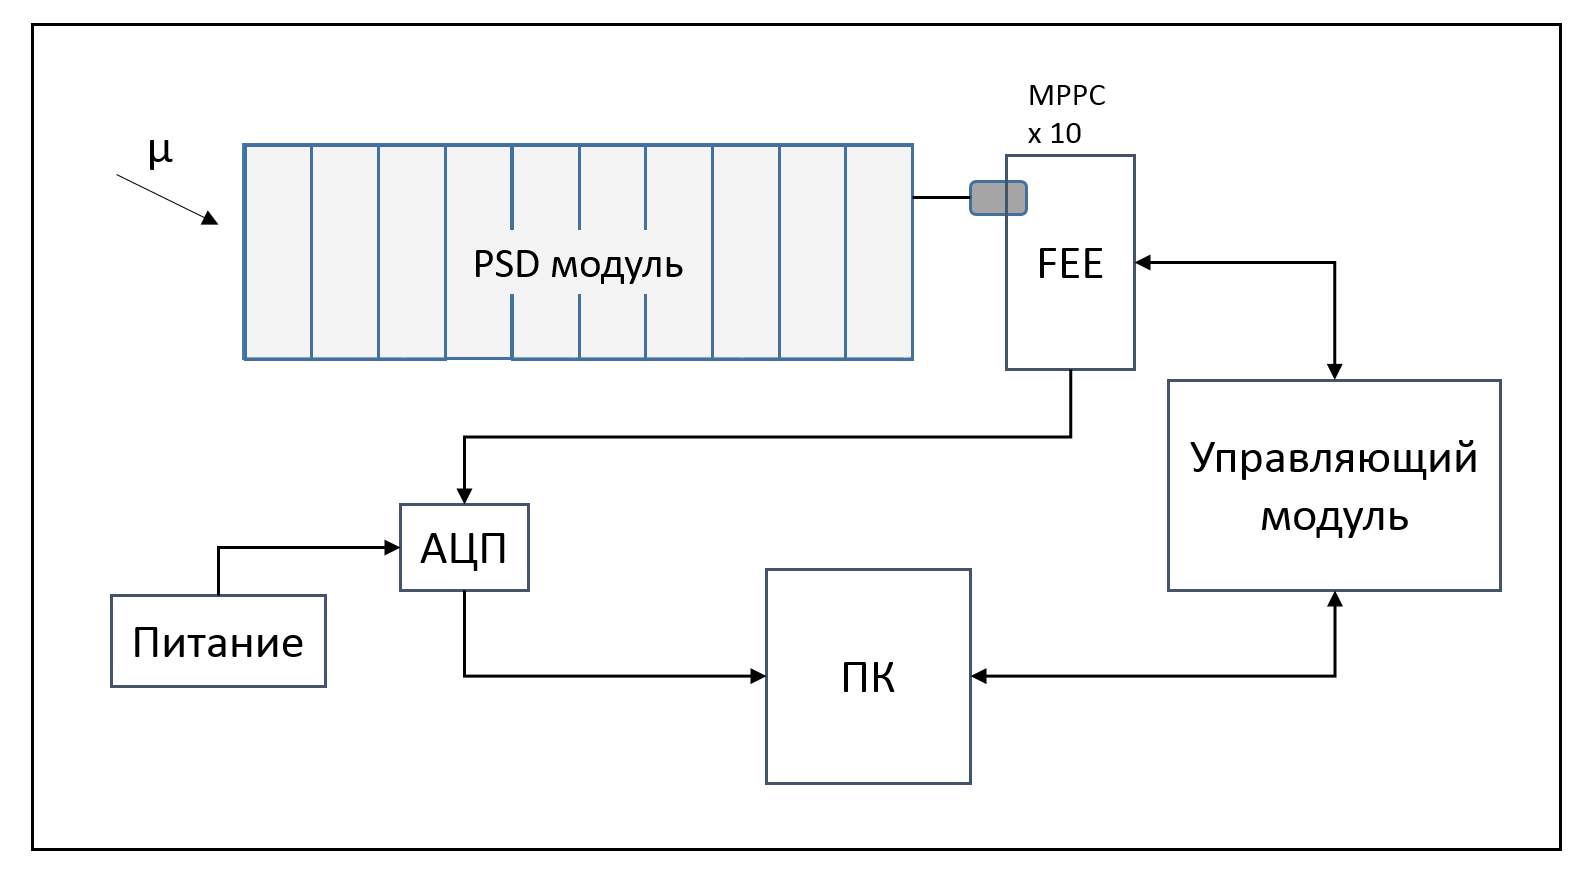 MPPC
x 10
μ
PSD модуль
FEE
Управляющий
модуль
АЦП
Питание
ПК